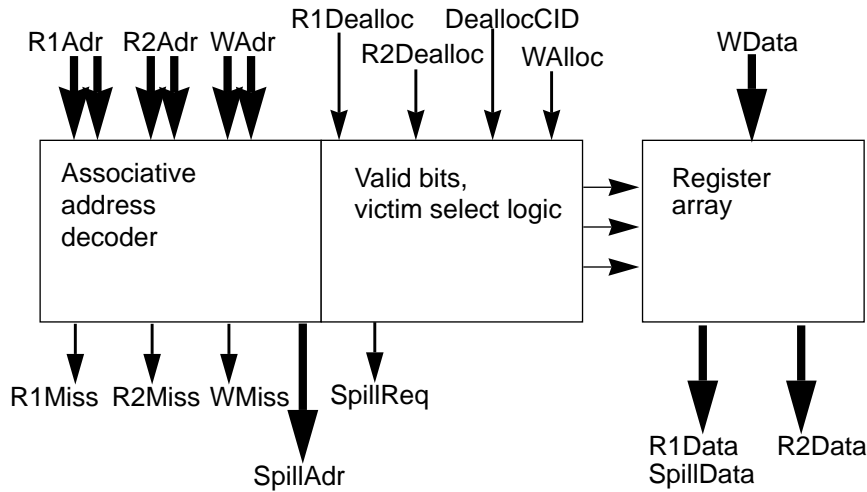 R1Dealloc DeallocCID
R1Adr R2Adr WAdr R2Dealloc WAlloc WData
Associative
address
decoder
Valid bits,
victim select logic
Register
array
R1Miss R2Miss WMiss SpillReq
SpillAdr
R1Data R2Data
SpillData